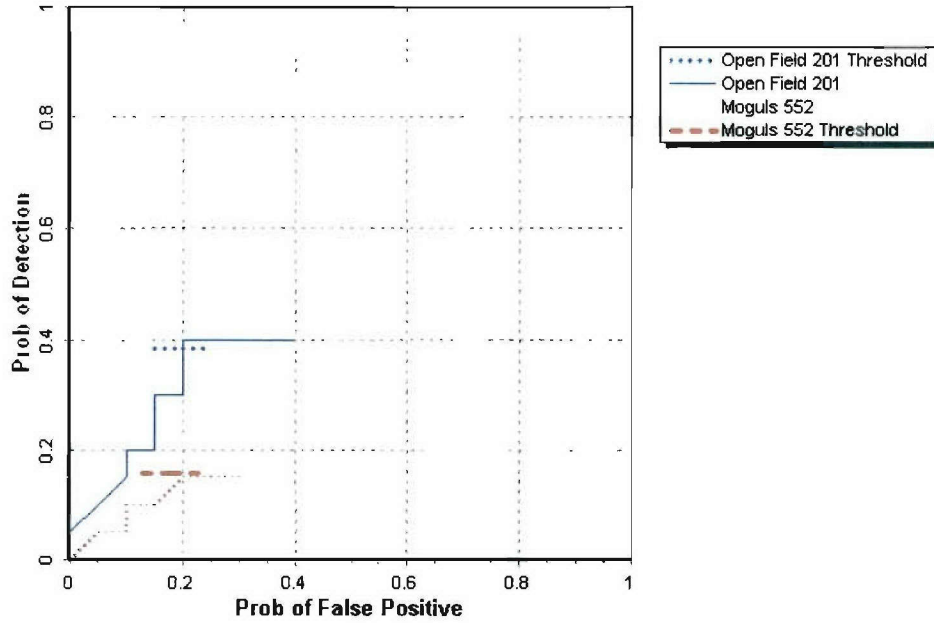 1
0.8
0.6
0.4
0.2
0
Prob of Detection
0
0.2
0.4
0.6
0.8
1
Prob of False Positive
Open Field 201 Threshold
Open Field 201
Moguls 552
Moguls 552 Threshold